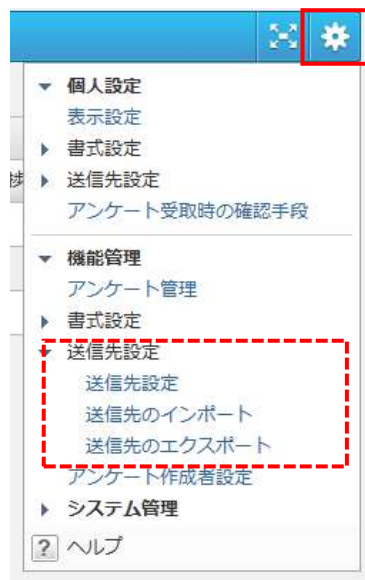 個人設定
表示設定
書式設定
送信先設定
アンケート受取時の確認手段
機能管理
アンケート管理
書式設定
送信先設定
送信先設定
送信先のインポート
送信先のエクスポート
アンケート作成者設定
システム管理
? ヘルプ